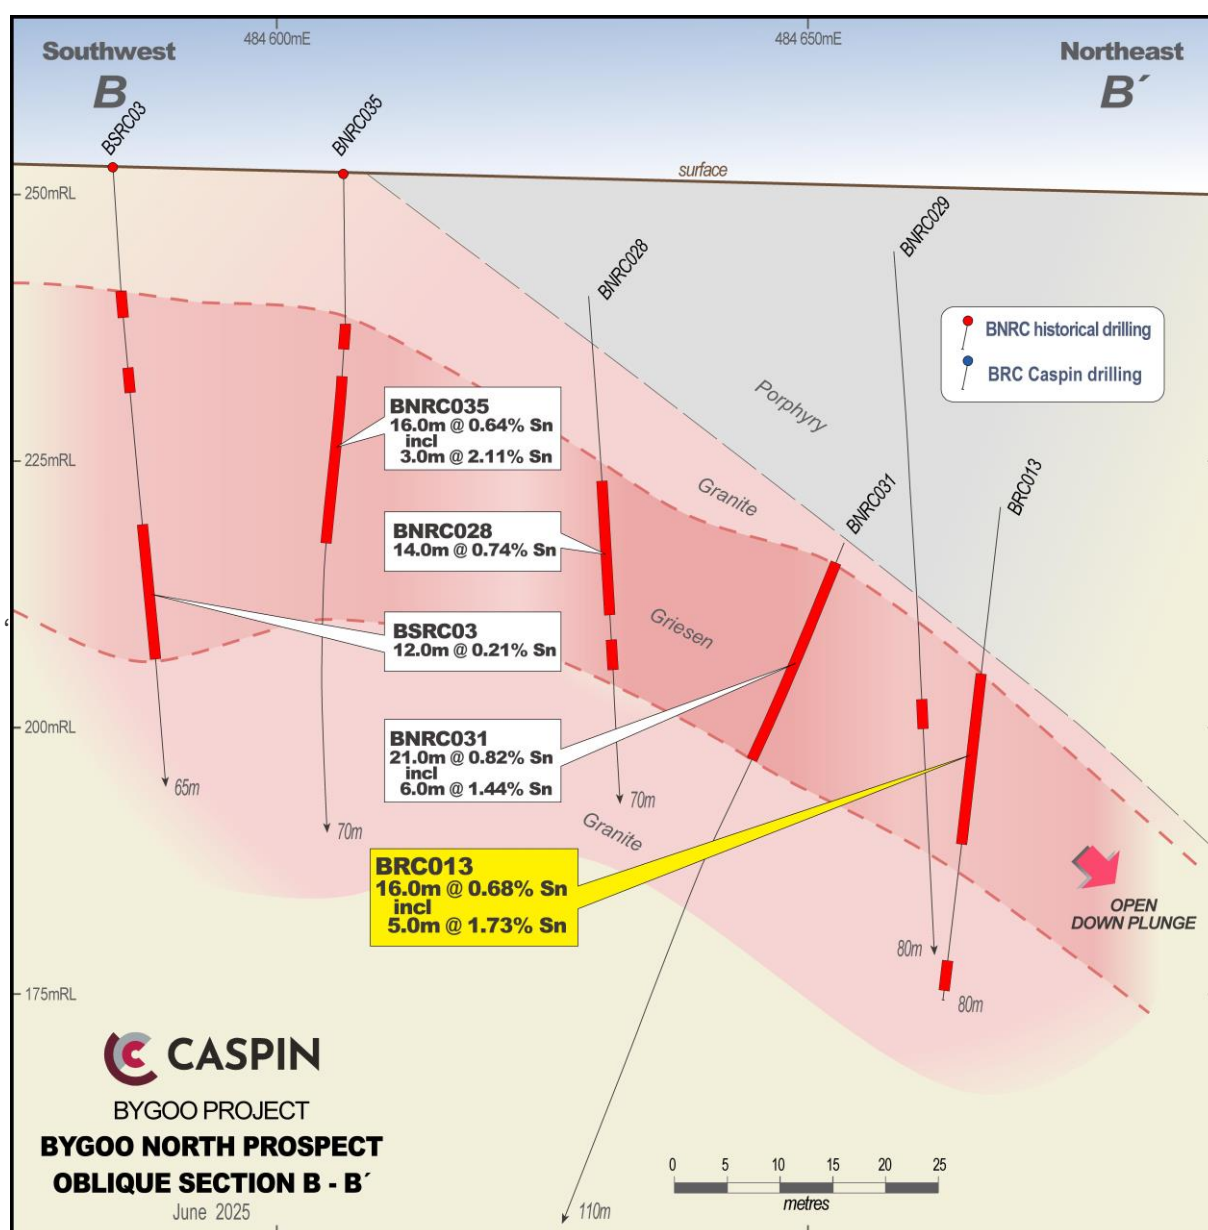 484 600mE
484 650mE
Southwest
B
Northeast
B´
BSRC03
BNRC035
surface
250mRL
BNRC029
BNRC028
BNRC historical drilling
BRC Caspin drilling
Porphyry
BNRC035
16.0m @ 0.64% Sn
incl
3.0m @ 2.11% Sn
225mRL
Granite
BNRC031
BRC013
BNRC028
14.0m @ 0.74% Sn
Griesen
BSRC03
12.0m @ 0.21% Sn
200mRL
BNRC031
21.0m @ 0.82% Sn
incl
6.0m @ 1.44% Sn
65m
70m
70m
Granite
BRC013
16.0m @ 0.68% Sn
incl
5.0m @ 1.73% Sn
OPEN
DOWN PLUNGE
80m
80m
175mRL
CASPIN
BYGOO PROJECT
BYGOO NORTH PROSPECT
OBLIQUE SECTION B - B´
June 2025
0 5 10 15 20 25
metres
110m